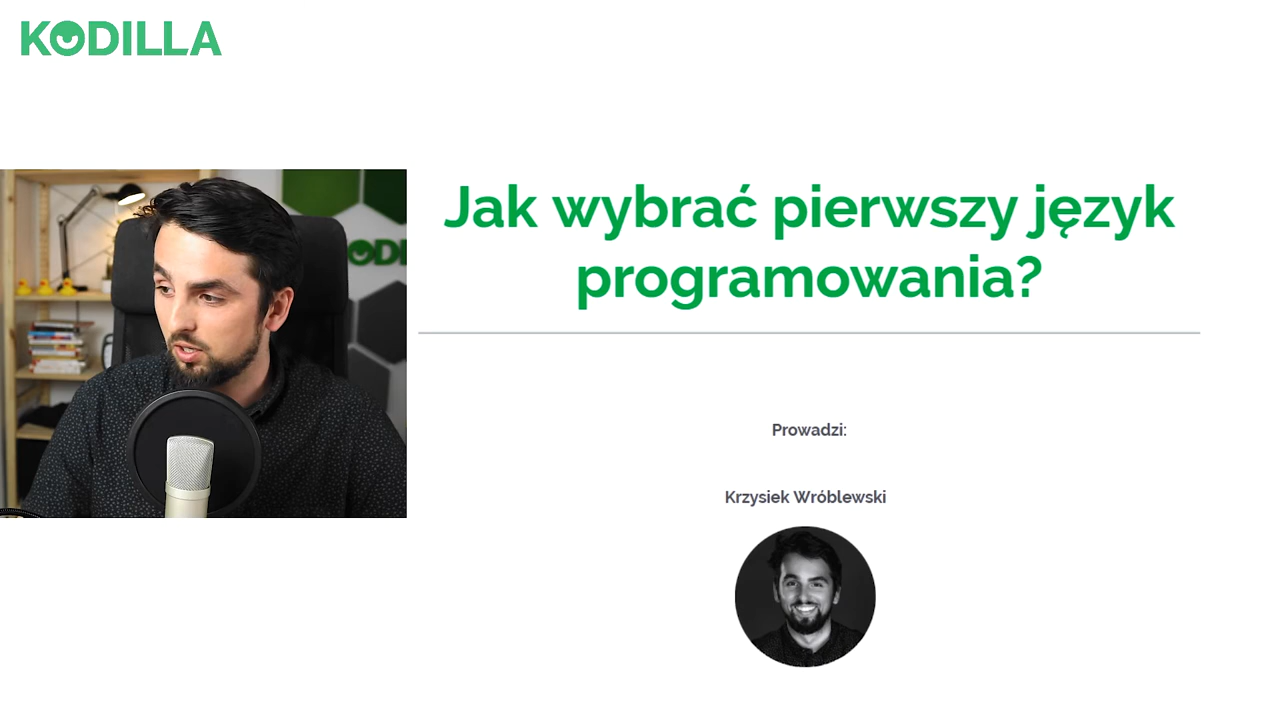 KODILLA
Jak wybrać pierwszy język
programowania?
Prowadzi:
Krzysiek Wróblewski